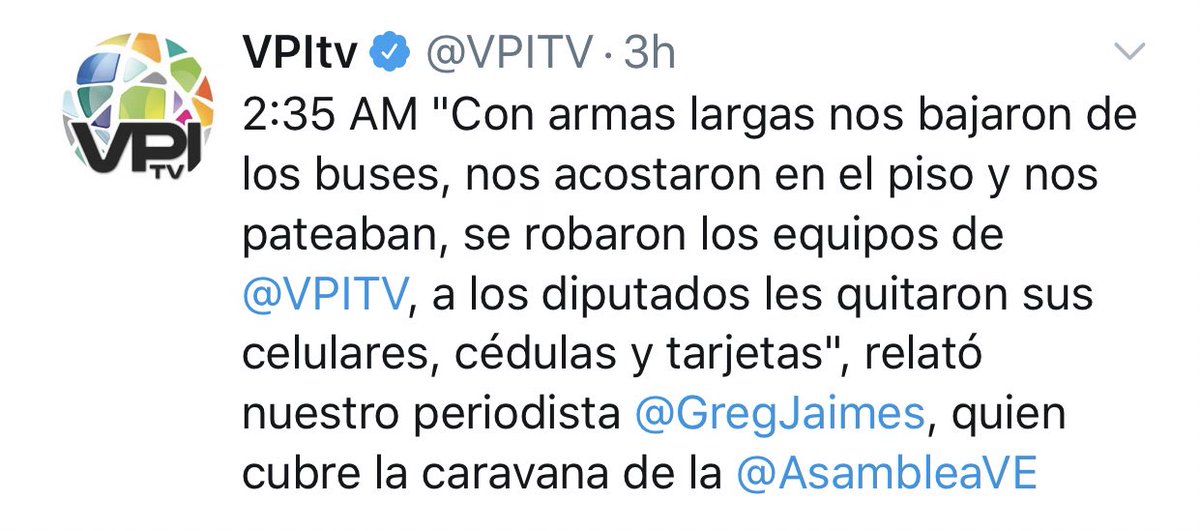 VPI
TV
VPItv @VPITV · 3h
2:35 AM "Con armas largas nos bajaron de
los buses, nos acostaron en el piso y nos
pateaban, se robaron los equipos de
@VPITV, a los diputados les quitaron sus
celulares, cédulas y tarjetas", relató
nuestro periodista @GregJaimes, quien
cubre la caravana de la @AsambleaVE